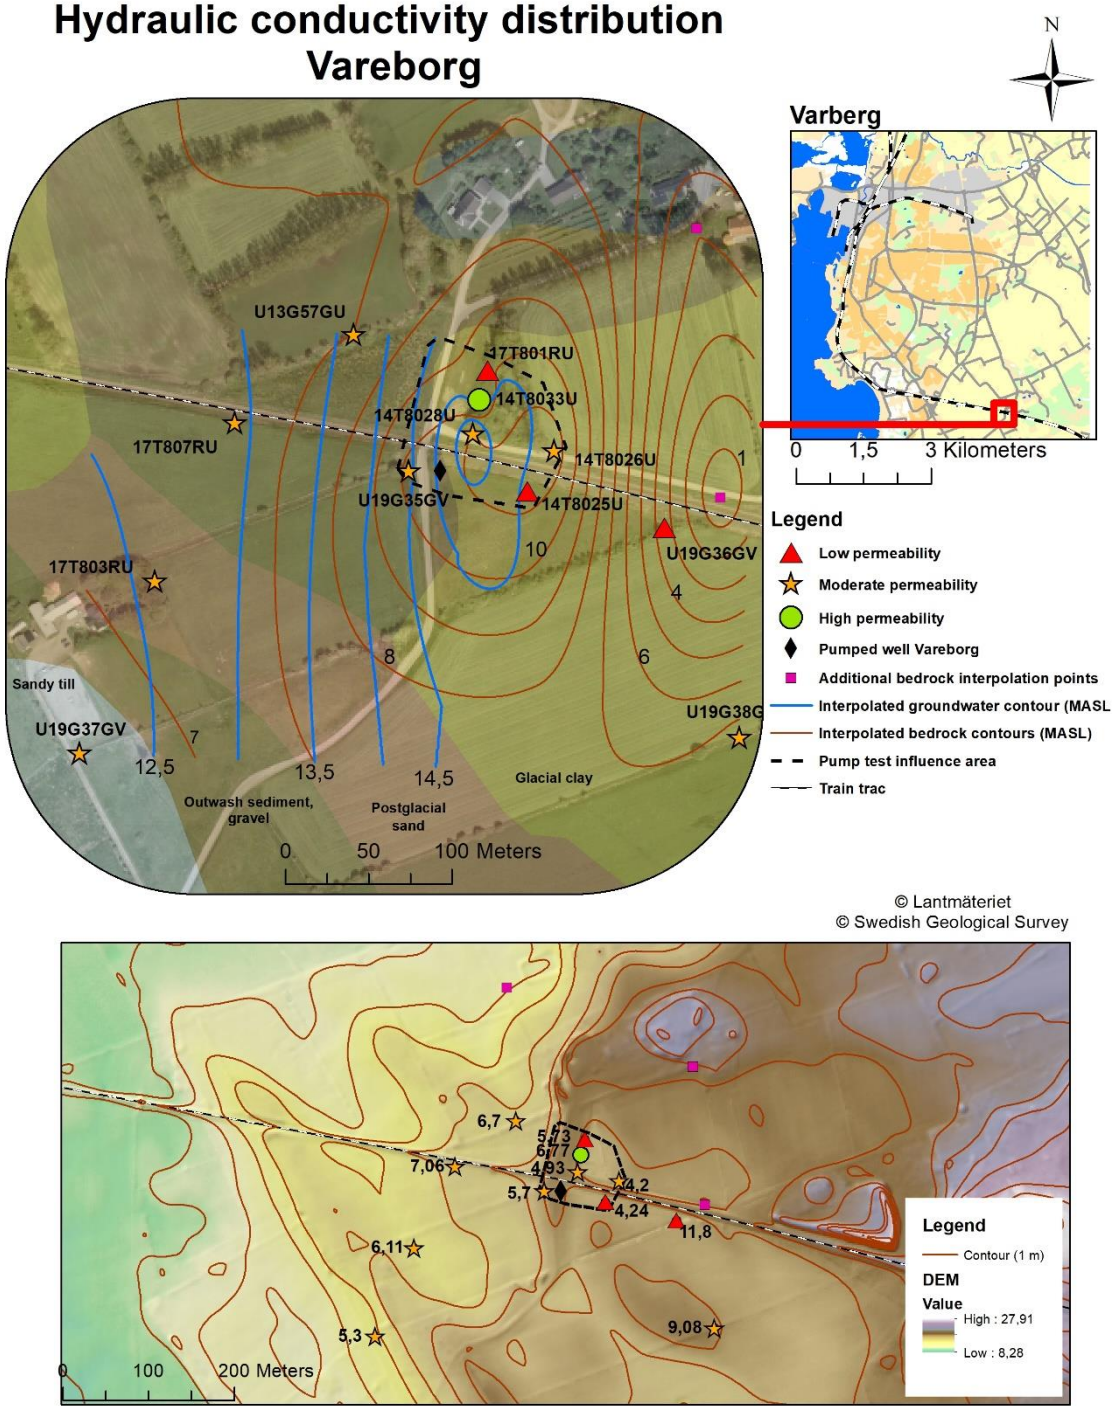 Hydraulic conductivity distribution
Vareborg
N
Varberg
0 1,5 3 Kilometers
U13G57GU
17T801RU
14T8033U
14T8028U
17T807RU
14T8026U
1
U19G35GV
14T8025U
10
U19G36GV
17T803RU
4
8
6
Sandy till
U19G38G
U19G37GV
7
12,5
13,5
14,5
Glacial clay
Outwash sediment,
gravel
Postglacial
sand
0 50 100 Meters
Legend
Low permeability
Moderate permeability
High permeability
Pumped well Vareborg
Additional bedrock interpolation points
Interpolated groundwater contour (MASL
Interpolated bedrock contours (MASL)
Pump test influence area
Train trac
© Lantmäteriet
© Swedish Geological Survey
6,7
5,73
6,77
4,93
7,06
5,7
4,2
4,24
11,8
6,11
5,3
9,08
0 100 200 Meters
Legend
Contour (1 m)
DEM
Value
High : 27,91
Low : 8,28